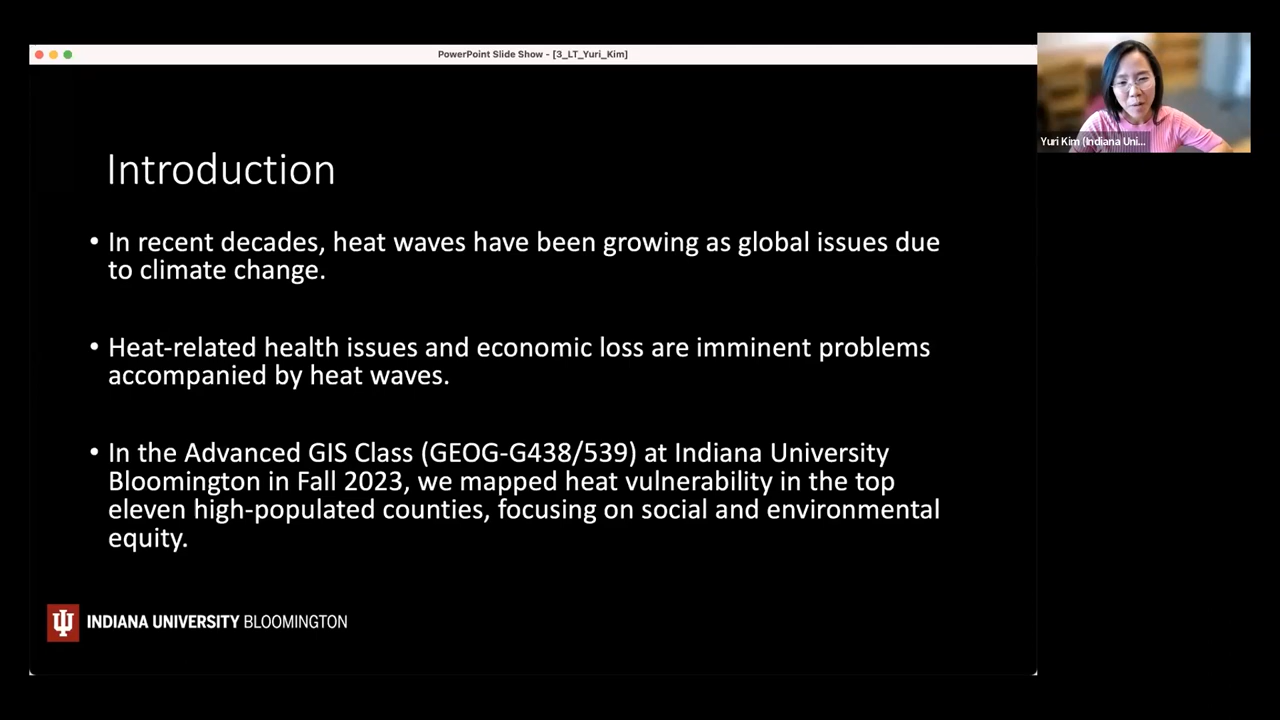 PowerPoint Slide Show - [3_LT_Yuri_Kim]
Yuri Kim (Indiana Uni...
Introduction
• In recent decades, heat waves have been growing as global issues due
to climate change.
• Heat-related health issues and economic loss are imminent problems
accompanied by heat waves.
• In the Advanced GIS Class (GEOG-G438/539) at Indiana University
Bloomington in Fall 2023, we mapped heat vulnerability in the top
eleven high-populated counties, focusing on social and environmental
equity.
INDIANA UNIVERSITY BLOOMINGTON